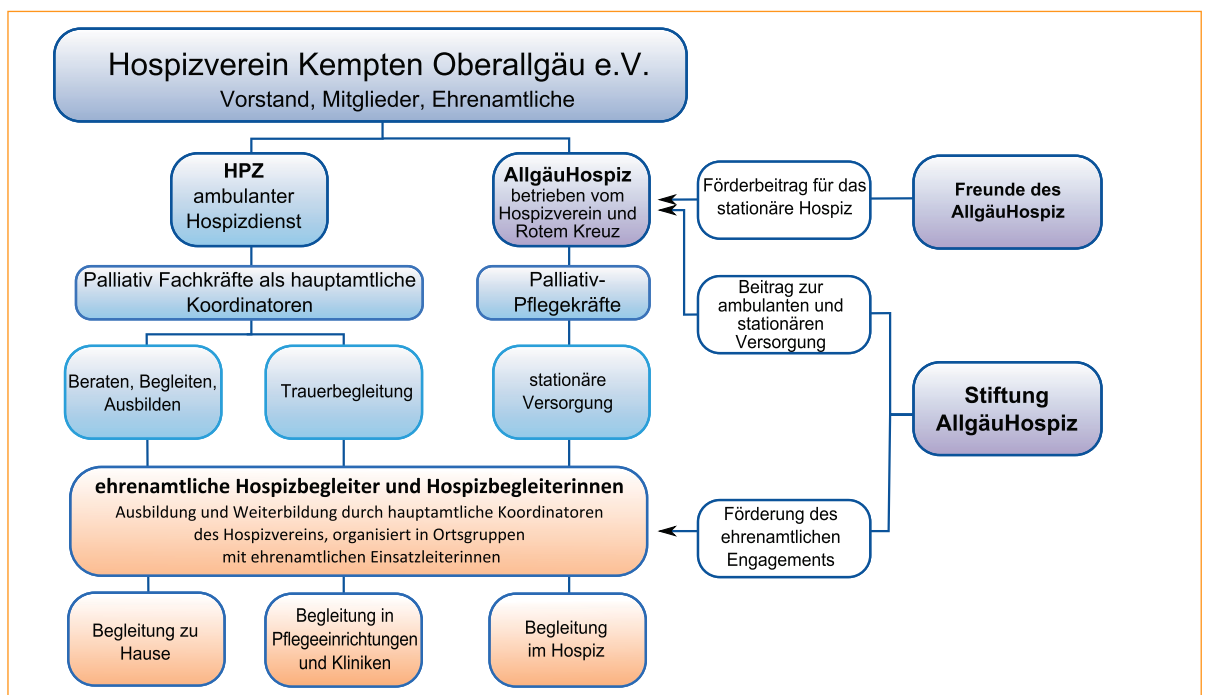 Hospizverein Kempten Oberallgäu e.V.
Vorstand, Mitglieder, Ehrenamtliche
HPZ
ambulanter
Hospizdienst
AllgäuHospiz
betrieben vom
Hospizverein und
Rotem Kreuz
Förderbeitrag für das
stationäre Hospiz
Freunde des
AllgäuHospiz
Palliativ Fachkräfte als hauptamtliche
Koordinatoren
Palliativ-
Pflegekräfte
Beitrag zur
ambulanten und
stationären
Versorgung
Beraten, Begleiten,
Ausbilden
Trauerbegleitung
stationäre
Versorgung
Stiftung
AllgäuHospiz
ehrenamtliche Hospizbegleiter und Hospizbegleiterinnen
Ausbildung und Weiterbildung durch hauptamtliche Koordinatoren
des Hospizvereins, organisiert in Ortsgruppen
mit ehrenamtlichen Einsatzleiterinnen
Förderung des
ehrenamtlichen
Engagements
Begleitung zu
Hause
Begleitung in
Pflegeeinrichtungen
und Kliniken
Begleitung
im Hospiz